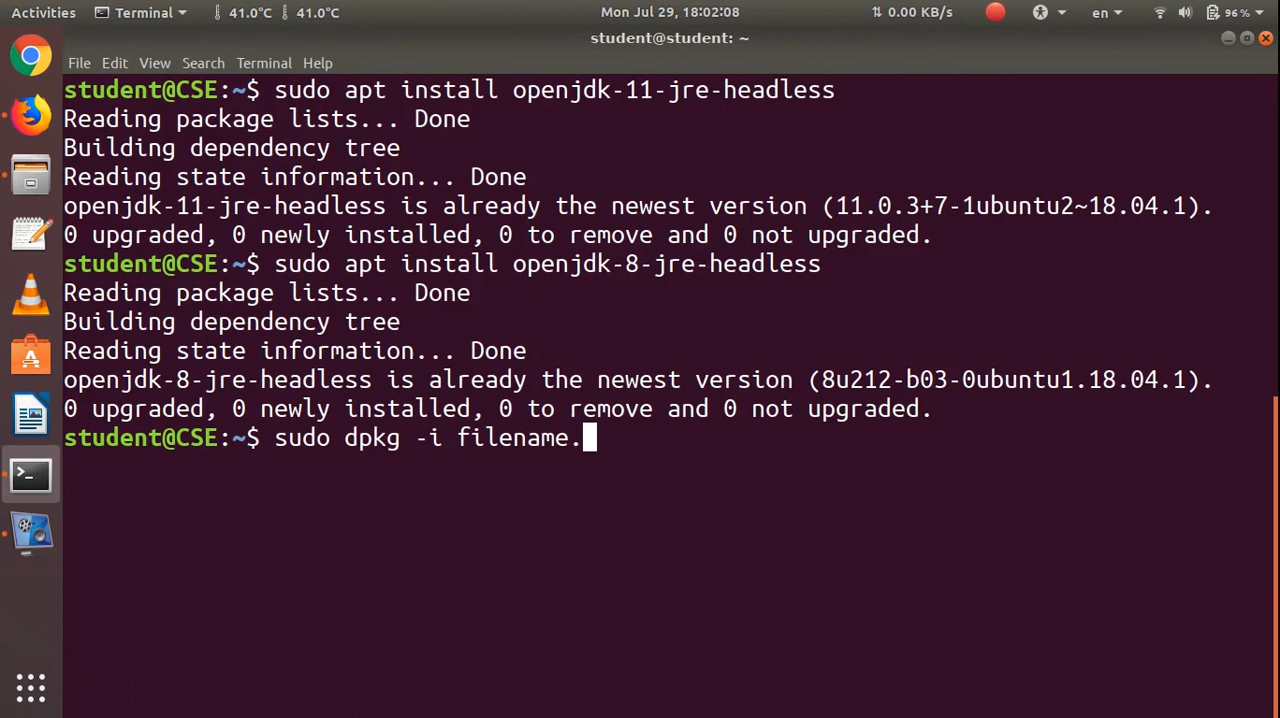 Activities Terminal 41.0°C 41.0°C Mon Jul 29, 18:02:08 0.00 KB/s en 96 %
student@student: ~
File Edit View Search Terminal Help
student@CSE:~$ sudo apt install openjdk-11-jre-headless
Reading package lists... Done
Building dependency tree
Reading state information... Done
openjdk-11-jre-headless is already the newest version (11.0.3+7-1ubuntu2~18.04.1).
0 upgraded, 0 newly installed, 0 to remove and 0 not upgraded.
student@CSE:~$ sudo apt install openjdk-8-jre-headless
Reading package lists... Done
Building dependency tree
Reading state information... Done
openjdk-8-jre-headless is already the newest version (8u212-b03-0ubuntu1.18.04.1).
0 upgraded, 0 newly installed, 0 to remove and 0 not upgraded.
student@CSE:~$ sudo dpkg -i filename.